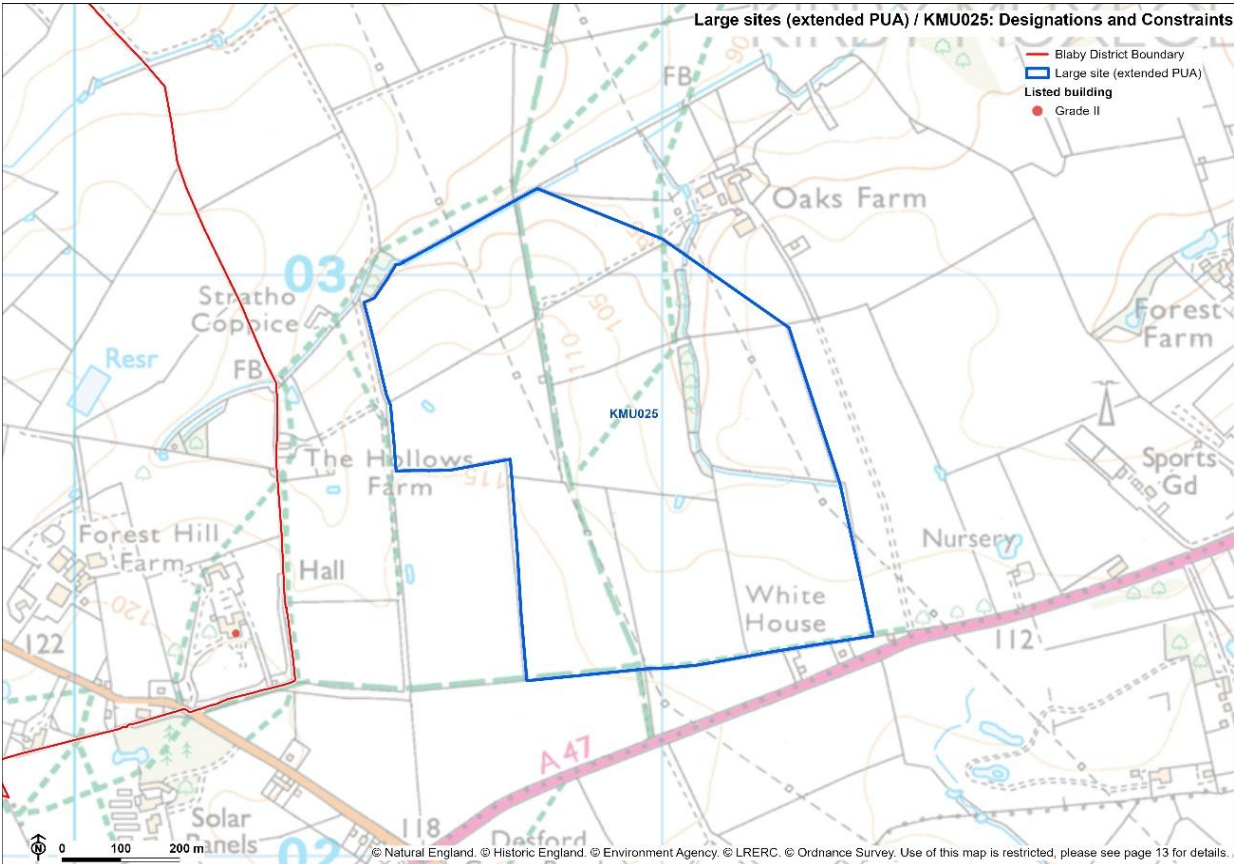 Large sites (extended PUA) / KMU025: Designations and Constraints
KIRBY MUXLOE
Blaby District Boundary
Large site (extended PUA)
Listed building
Grade II
FB
Oaks Farm
03
Stratho
Coppice
Resr
FB
105
110
Forest
Farm
KMU025
The Hollows
Farm
115
Sports
Gd
Forest Hill
Farm
Hall
Nursery
120
White
House
122
112
A 47
Solar
Panels
118
Desford
02
N
0 100 200 m
© Natural England. © Historic England. © Environment Agency. © LRERC. © Ordnance Survey. Use of this map is restricted, please see page 13 for details.